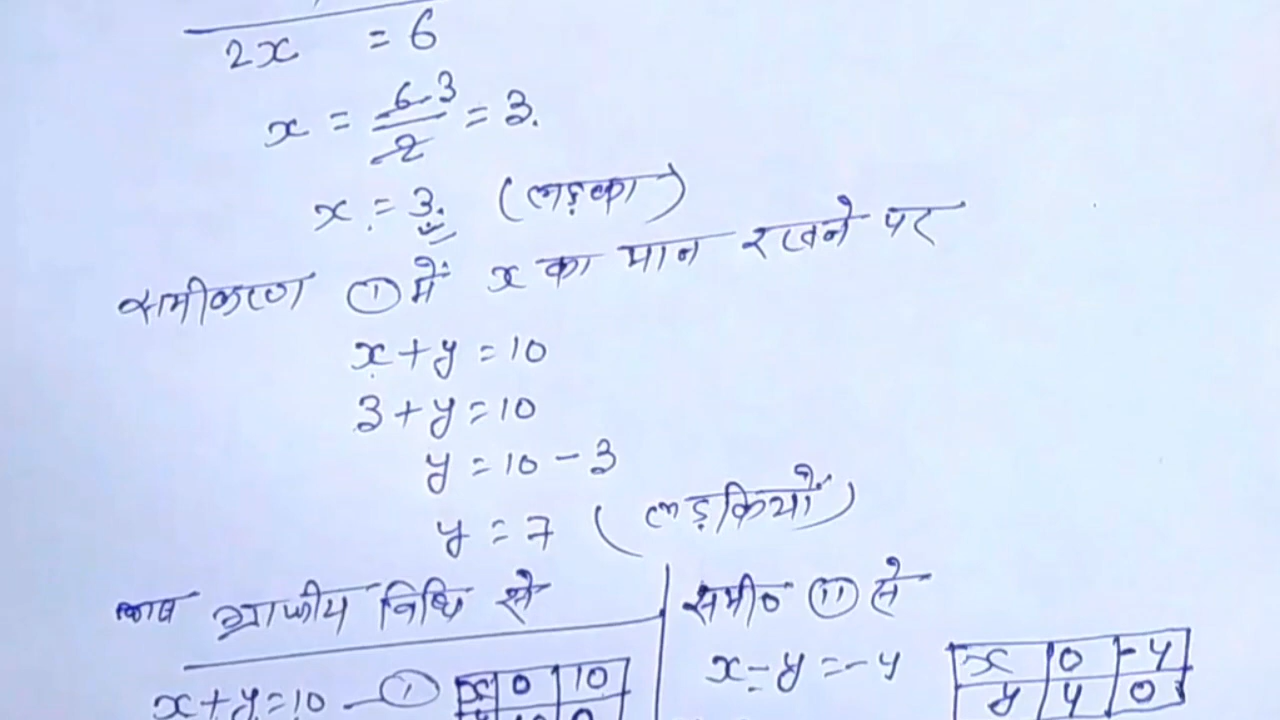 2x = 6
x = 6 3 / 2 = 3.
x = 3. (लड़का)
समीकरण ① में x का मान रखने पर
x + y = 10
3 + y = 10
y = 10 - 3
y = 7 (लड़कियाँ)
अब ग्राफीय विधि से
x + y = 10 — ①
x 0 10
समी० ⑪ से
x - y = -4
x 0 -4
y 4 0